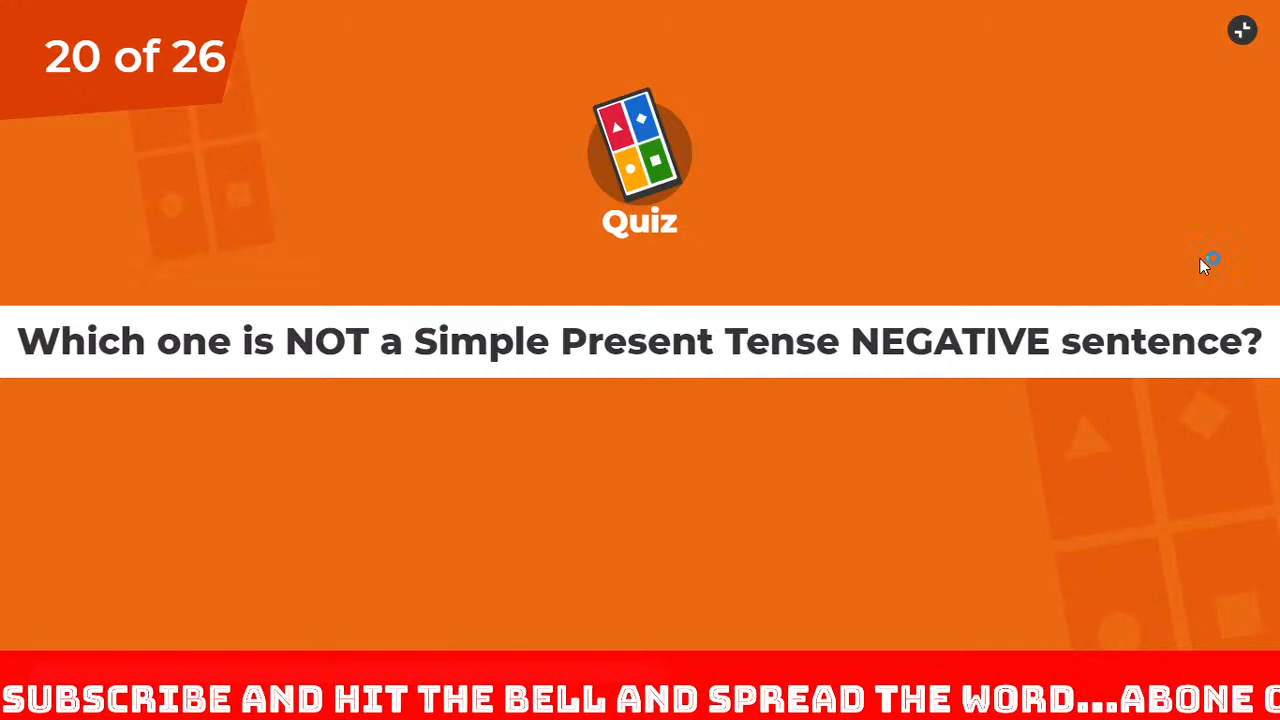 20 of 26
Quiz
Which one is NOT a Simple Present Tense NEGATIVE sentence?
SUBSCRIBE AND HIT THE BELL AND SPREAD THE WORD...ABONE